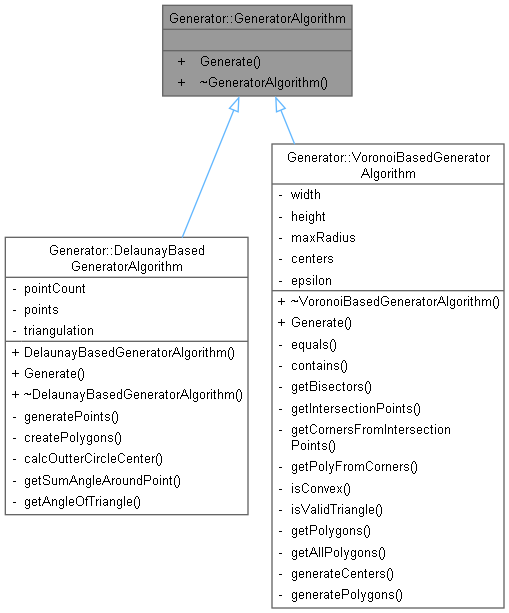 Generator::GeneratorAlgorithm
+ Generate()
+ ~GeneratorAlgorithm()
Generator::DelaunayBased
GeneratorAlgorithm
- pointCount
- points
- triangulation
+ DelaunayBasedGeneratorAlgorithm()
+ Generate()
+ ~DelaunayBasedGeneratorAlgorithm()
- generatePoints()
- createPolygons()
- calcOutterCircleCenter()
- getSumAngleAroundPoint()
- getAngleOfTriangle()
Generator::VoronoiBasedGenerator
Algorithm
- width
- height
- maxRadius
- centers
- epsilon
+ ~VoronoiBasedGeneratorAlgorithm()
+ Generate()
- equals()
- contains()
- getBisectors()
- getIntersectionPoints()
- getCornersFromIntersection
Points()
- getPolyFromCorners()
- isConvex()
- isValidTriangle()
- getPolygons()
- getAllPolygons()
- generateCenters()
- generatePolygons()